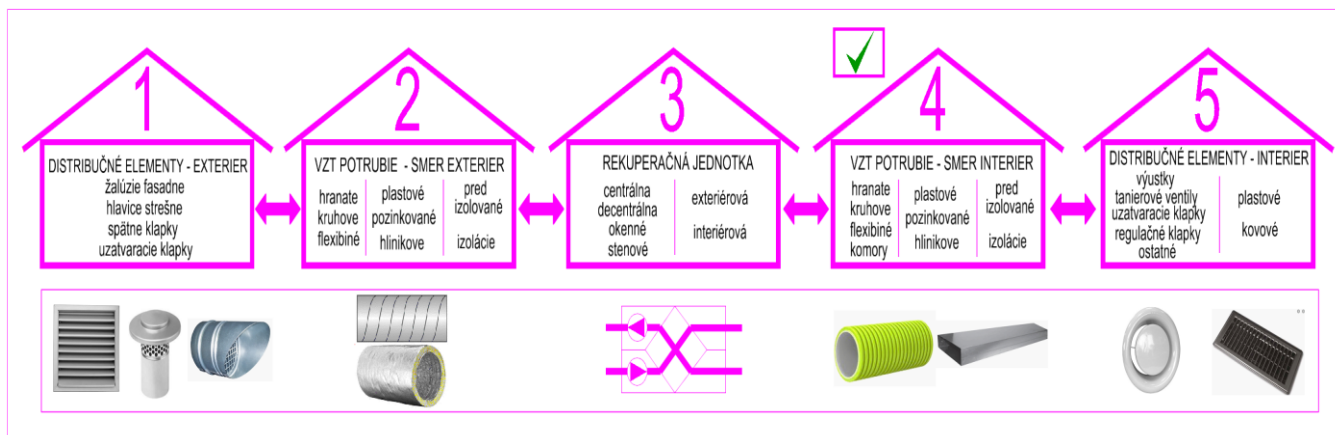 1
DISTRIBUČNÉ ELEMENTY - EXTERIER
žalúzie fasadne
hlavice strešne
spätne klapky
uzatvaracie klapky
2
VZT POTRUBIE - SMER EXTERIER
hranate
kruhove
flexibiné
plastové
pozinkované
hlinikove
pred
izolované
izolácie
3
REKUPERAČNÁ JEDNOTKA
centrálna
decentrálna
okenné
stenové
exteriérová
interiérová
4
VZT POTRUBIE - SMER INTERIER
hranate
kruhove
flexibilné
komory
plastové
pozinkované
hlinikove
pred
izolované
izolácie
5
DISTRIBUČNÉ ELEMENTY - INTERIER
výustky
tanierové ventily
uzatvaracie klapky
regulačné klapky
ostatné
plastové
kovové